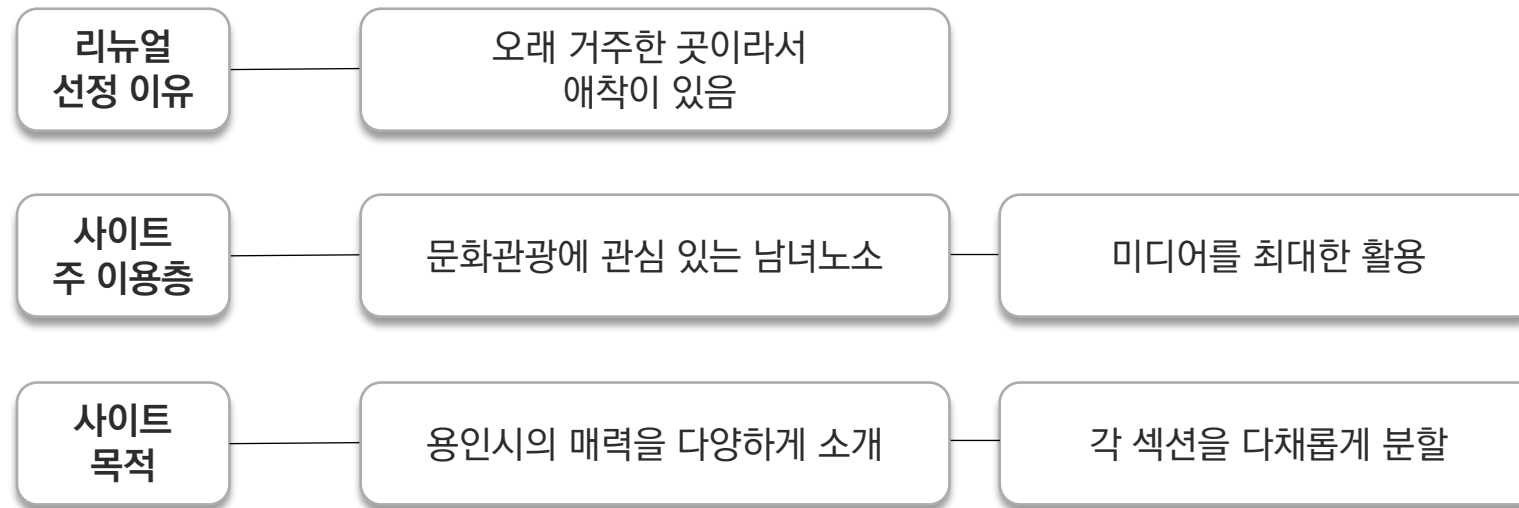 리뉴얼
선정 이유
오래 거주한 곳이라서
애착이 있음
사이트
주 이용층
문화관광에 관심 있는 남녀노소
미디어를 최대한 활용
사이트
목적
용인시의 매력을 다양하게 소개
각 섹션을 다채롭게 분할